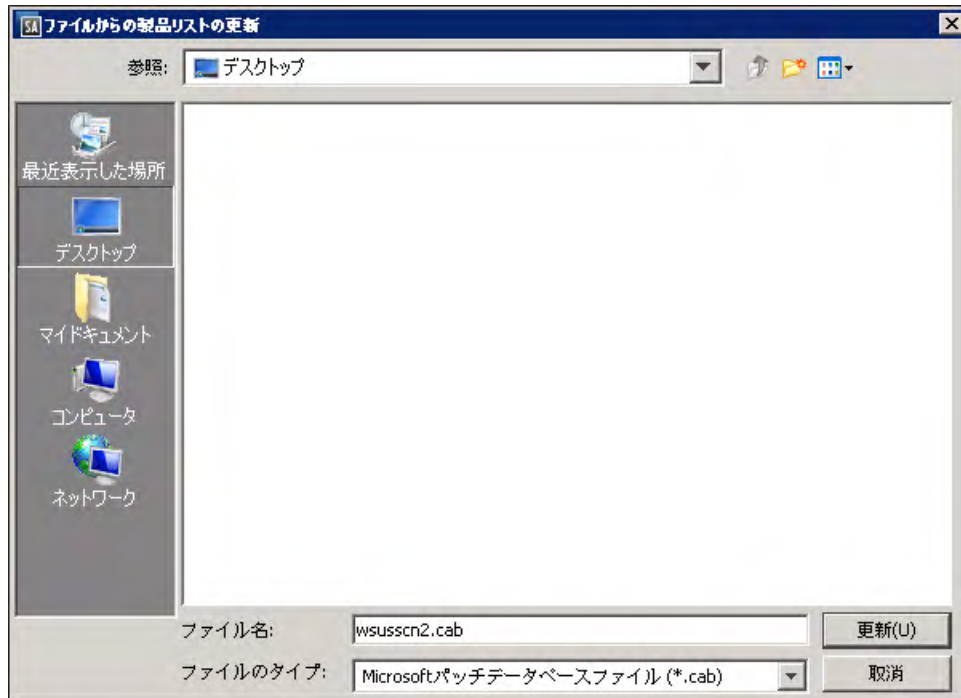 SA ファイルからの製品リストの更新
参照: デスクトップ
最近表示した場所
デスクトップ
マイドキュメント
コンピュータ
ネットワーク
ファイル名: wsusscn2.cab 更新(U)
ファイルのタイプ: Microsoftパッチデータベースファイル (*.cab) 取消